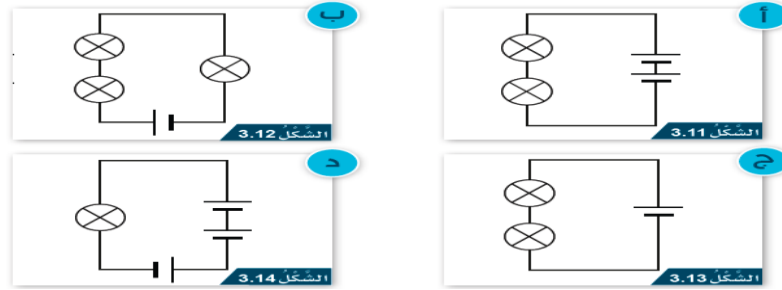 أ
الشَّكْلُ 3.11
ب
الشَّكْلُ 3.12
ج
الشَّكْلُ 3.13
د
الشَّكْلُ 3.14